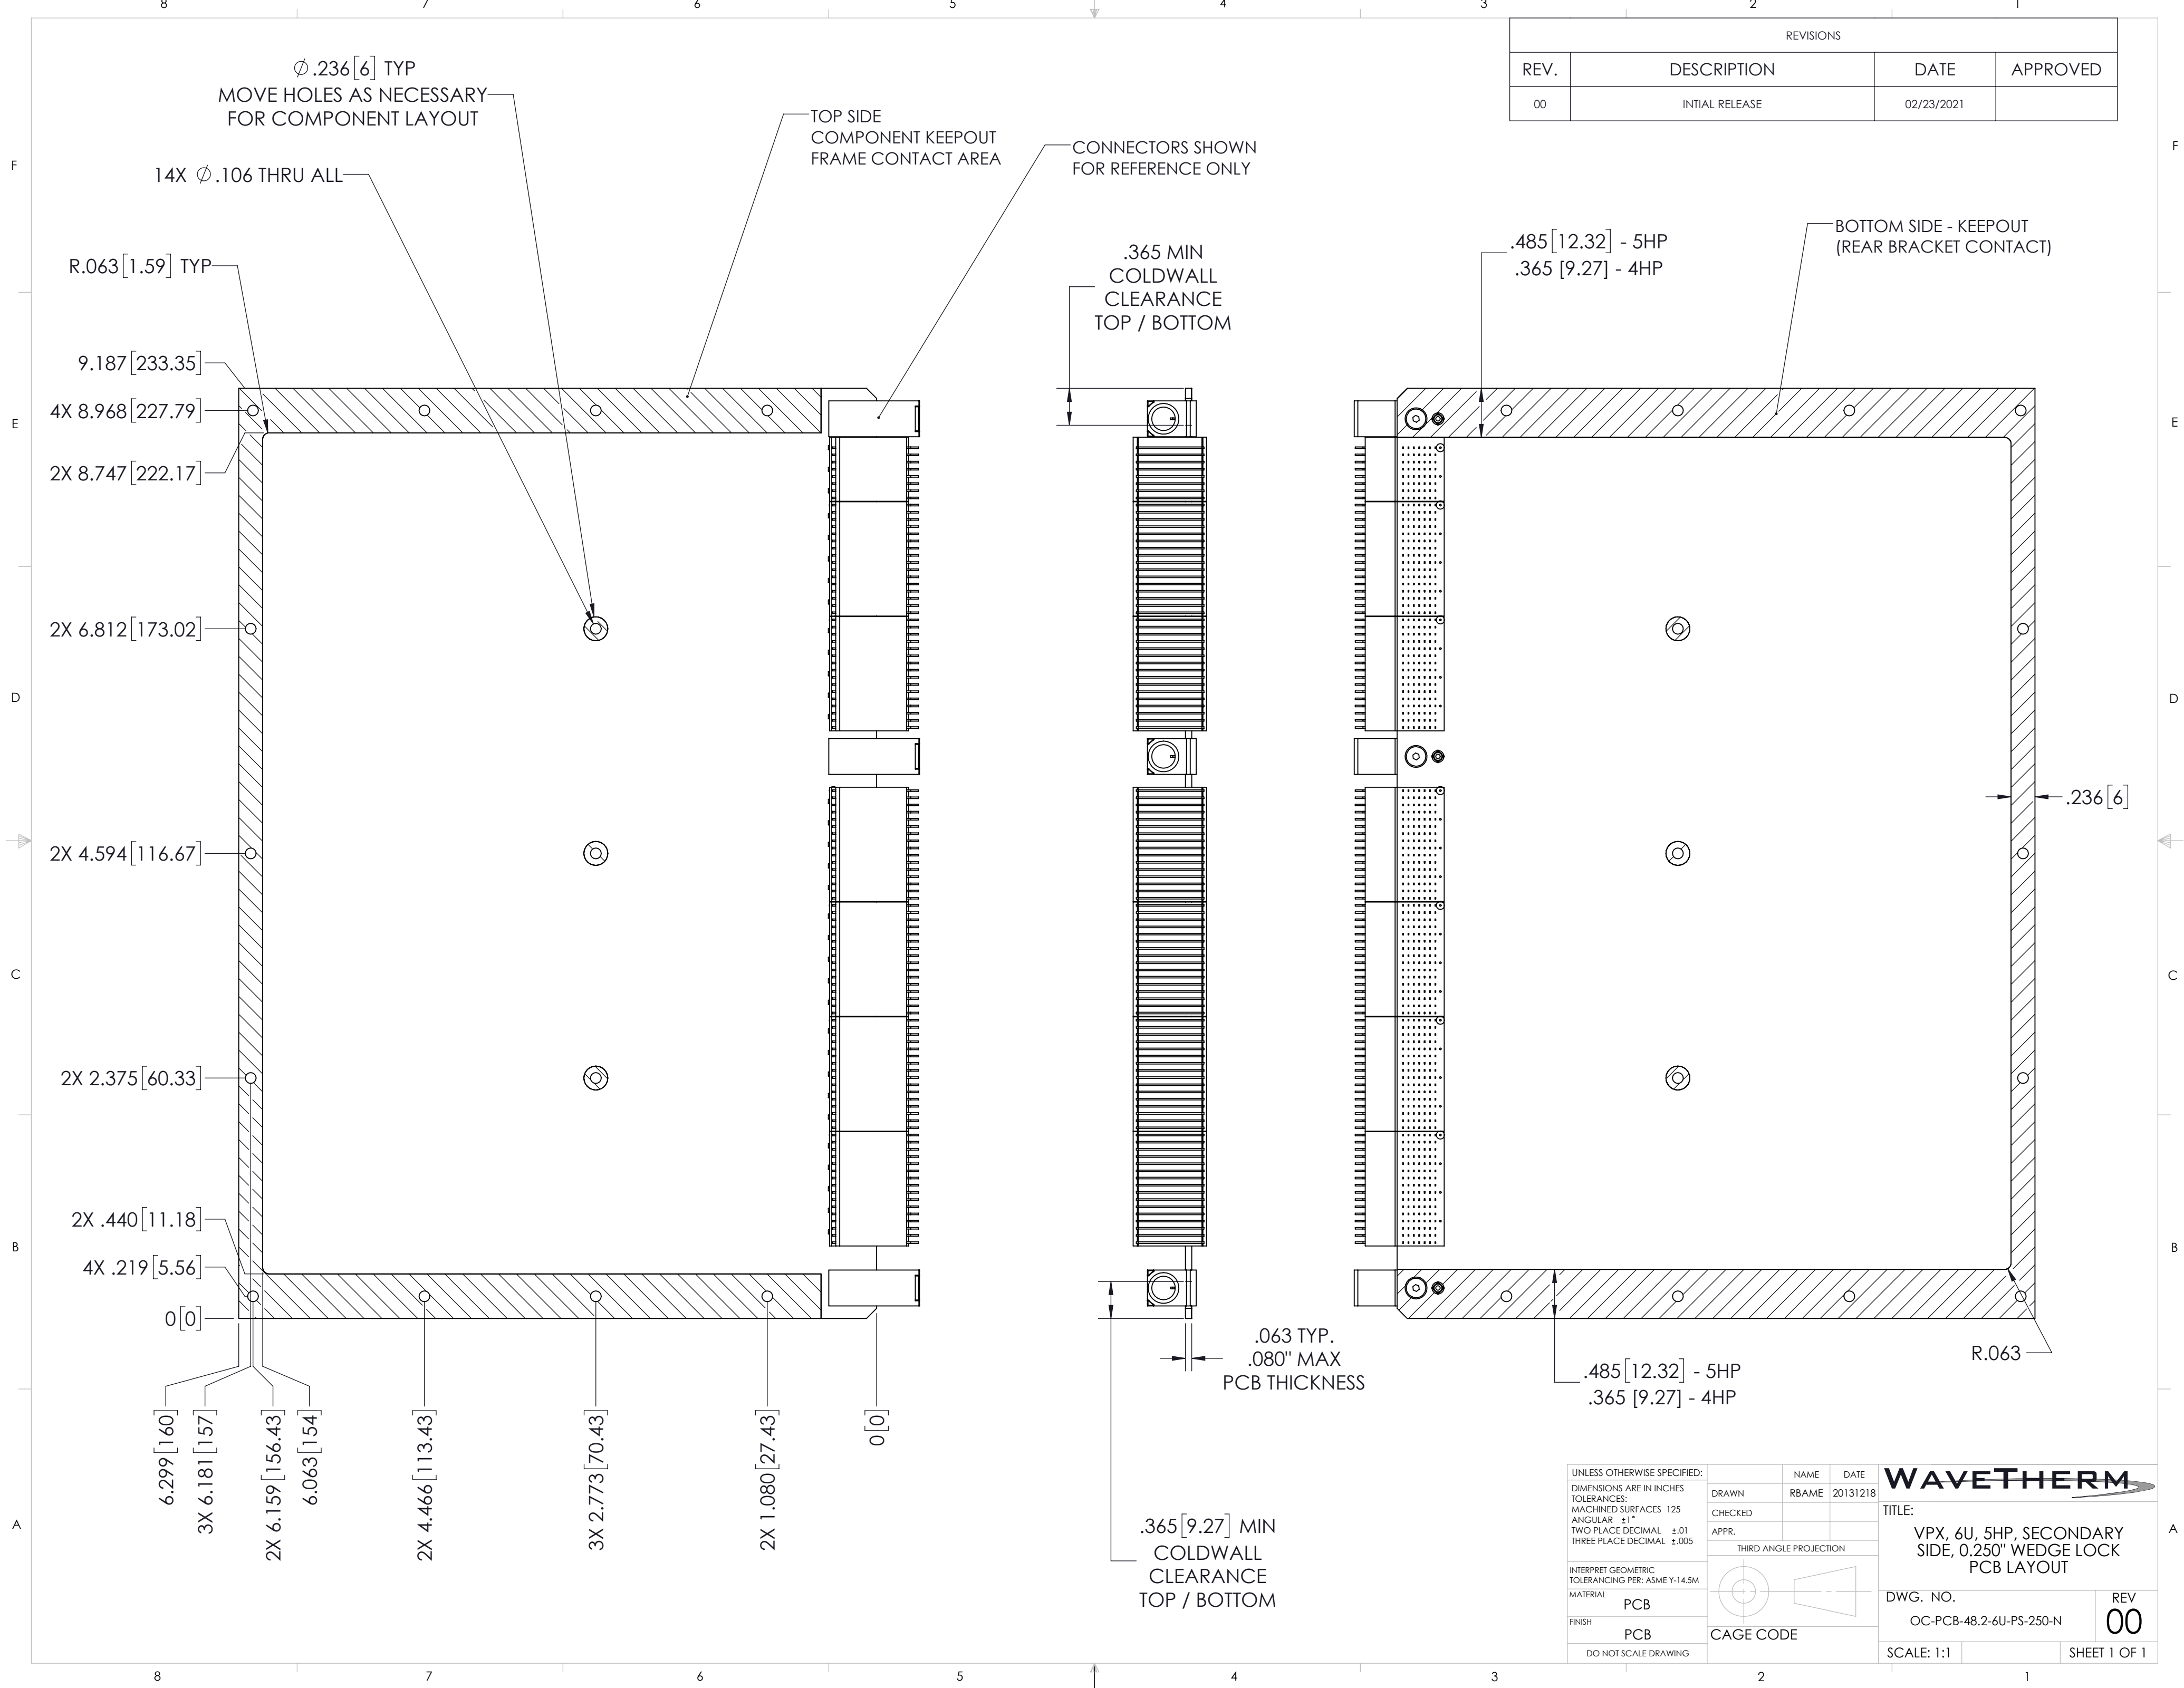 8 7 6 5 4 3 2 1
REVISIONS
REV. DESCRIPTION DATE APPROVED
00 INTIAL RELEASE 02/23/2021
∅.236[6] TYP
MOVE HOLES AS NECESSARY
FOR COMPONENT LAYOUT
14X ∅.106 THRU ALL
TOP SIDE
COMPONENT KEEPOUT
FRAME CONTACT AREA
CONNECTORS SHOWN
FOR REFERENCE ONLY
F F
R.063[1.59] TYP
.365 MIN
COLDWALL
CLEARANCE
TOP / BOTTOM
.485[12.32] - 5HP
.365 [9.27] - 4HP
BOTTOM SIDE - KEEPOUT
(REAR BRACKET CONTACT)
9.187[233.35]
4X 8.968[227.79]
E E
2X 8.747[222.17]
2X 6.812[173.02]
D D
.236[6]
2X 4.594[116.67]
C C
2X 2.375[60.33]
2X .440[11.18]
B B
4X .219[5.56]
0[0]
6.299[160]
3X 6.181[157]
2X 6.159[156.43]
6.063[154]
2X 4.466[113.43]
3X 2.773[70.43]
2X 1.080[27.43]
0[0]
.063 TYP.
.080" MAX
PCB THICKNESS
.485[12.32] - 5HP
.365 [9.27] - 4HP
R.063
.365[9.27] MIN
COLDWALL
CLEARANCE
TOP / BOTTOM
A A
UNLESS OTHERWISE SPECIFIED:
DIMENSIONS ARE IN INCHES
TOLERANCES:
MACHINED SURFACES 125
ANGULAR ±1°
TWO PLACE DECIMAL ±.01
THREE PLACE DECIMAL ±.005
INTERPRET GEOMETRIC
TOLERANCING PER: ASME Y-14.5M
MATERIAL
PCB
FINISH
PCB
DO NOT SCALE DRAWING
NAME DATE
DRAWN RBAME 20131218
CHECKED
APPR.
THIRD ANGLE PROJECTION
CAGE CODE
WAVETHERM
TITLE:
VPX, 6U, 5HP, SECONDARY
SIDE, 0.250" WEDGE LOCK
PCB LAYOUT
DWG. NO. REV
OC-PCB-48.2-6U-PS-250-N 00
SCALE: 1:1 SHEET 1 OF 1
8 7 6 5 4 3 2 1